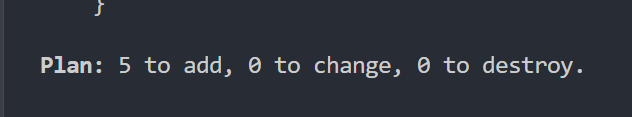 }
Plan: 5 to add, 0 to change, 0 to destroy.